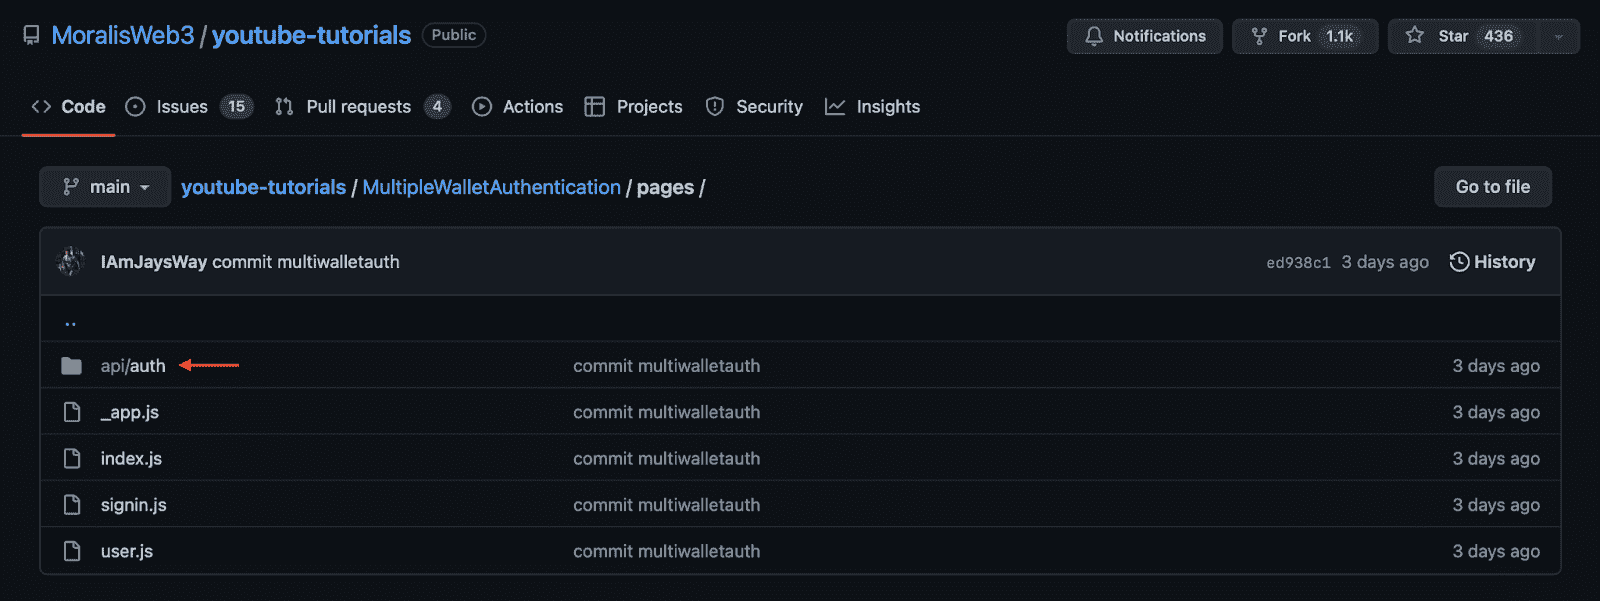 MoralisWeb3 / youtube-tutorials Public Notifications Fork 1.1k Star 436
Code Issues 15 Pull requests 4 Actions Projects Security Insights
main youtube-tutorials / MultipleWalletAuthentication / pages / Go to file
IAmJaysWay commit multiwalletauth ed938c1 3 days ago History
..
api/auth commit multiwalletauth 3 days ago
_app.js commit multiwalletauth 3 days ago
index.js commit multiwalletauth 3 days ago
signin.js commit multiwalletauth 3 days ago
user.js commit multiwalletauth 3 days ago